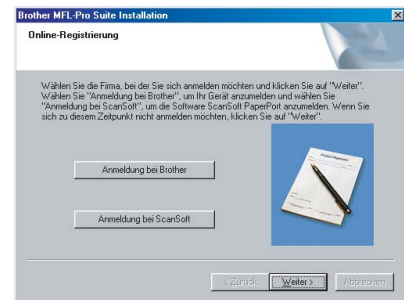 Brother MFL-Pro Suite Installation
Online-Registrierung
Wählen Sie die Firma, bei der Sie sich anmelden möchten und klicken Sie auf "Weiter".
Wählen Sie "Anmeldung bei Brother", um Ihr Gerät anzumelden und wählen Sie
"Anmeldung bei ScanSoft", um die Software ScanSoft PaperPort anzumelden. Wenn Sie
sich zu diesem Zeitpunkt nicht anmelden möchten, klicken Sie auf "Weiter".
Product Registration
Anmeldung bei Brother
Anmeldung bei ScanSoft
< Zurück
Weiter >
Abbrechen